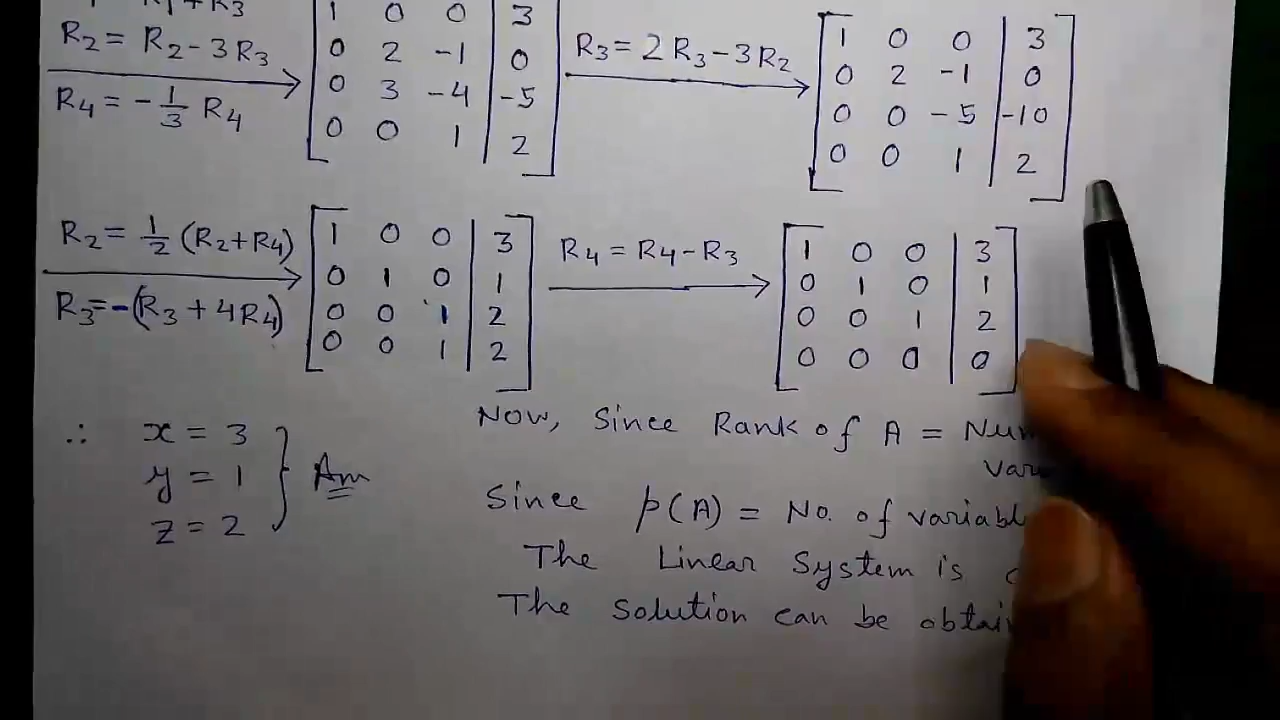 R1+R3
R2 = R2 - 3R3
R4 = -1/3 R4
1 0 0 | 3
0 2 -1 | 0
0 3 -4 | -5
0 0 1 | 2
R3 = 2R3 - 3R2
1 0 0 | 3
0 2 -1 | 0
0 0 -5 | -10
0 0 1 | 2
R2 = 1/2 (R2+R4)
R3 = -(R3 + 4R4)
1 0 0 | 3
0 1 0 | 1
0 0 1 | 2
0 0 1 | 2
R4 = R4 - R3
1 0 0 | 3
0 1 0 | 1
0 0 1 | 2
0 0 0 | 0
∴ x = 3
y = 1
z = 2
} Ans
Now, Since Rank of A =
Since ρ(A) = No. of
The Linear System is
The solution can be